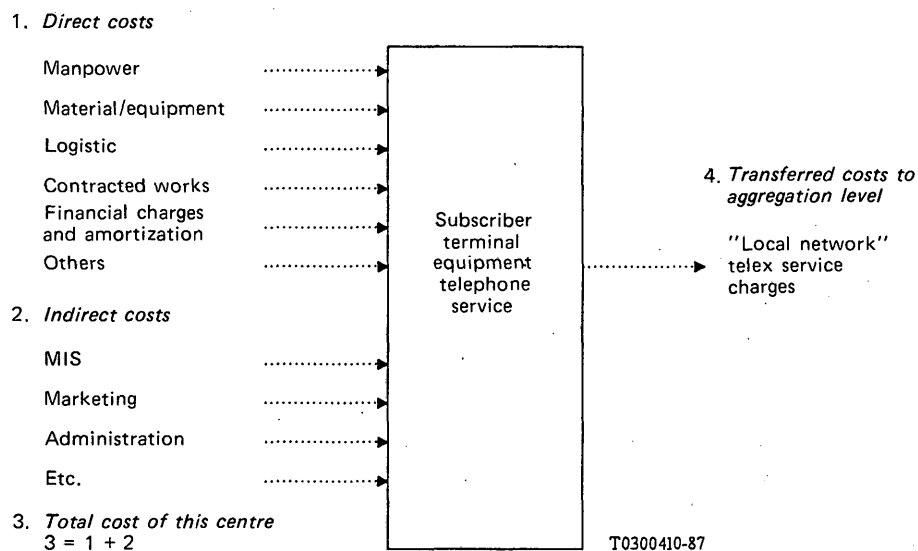 1. Direct costs
Manpower
Material/equipment
Logistic
Contracted works
Financial charges
and amortization
Others
2. Indirect costs
MIS
Marketing
Administration
Etc.
3. Total cost of this centre
3 = 1 + 2
Subscriber
terminal
equipment
telephone
service
4. Transferred costs to
aggregation level
"Local network"
telex service
charges
T0300410-87